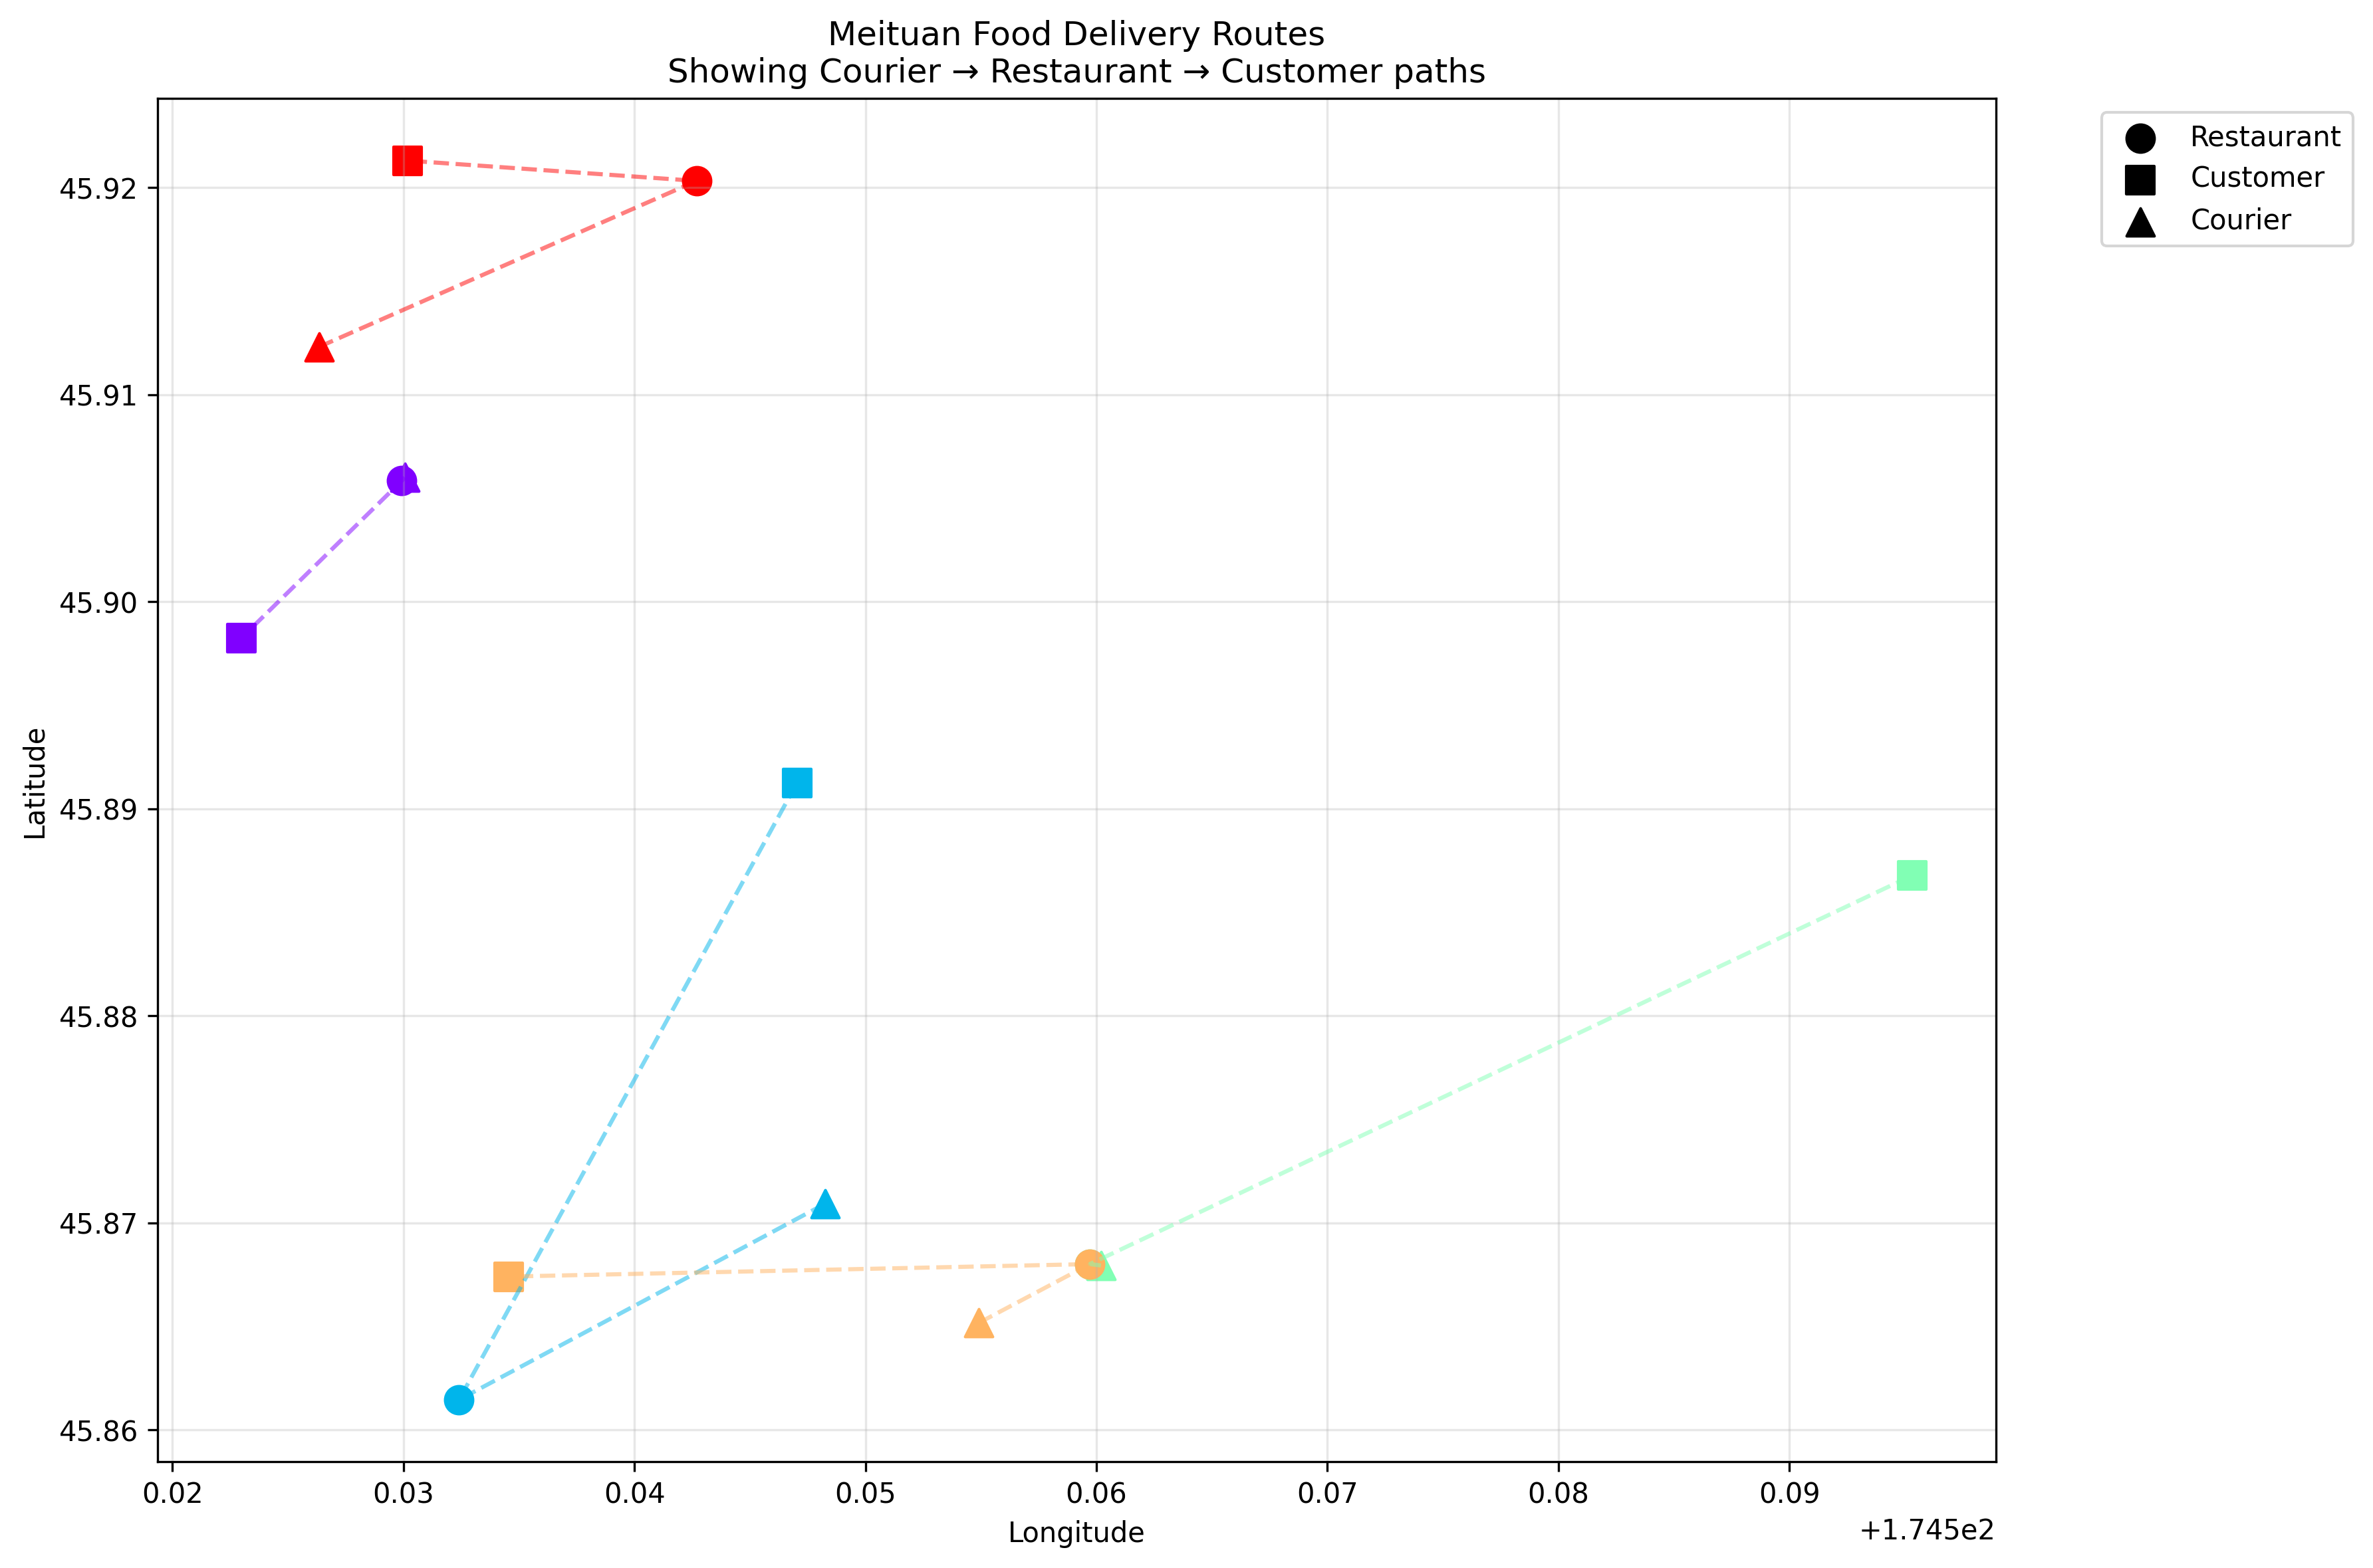 Meituan Food Delivery Routes
Showing Courier → Restaurant → Customer paths
Restaurant
Customer
Courier
45.92
45.91
45.90
45.89
45.88
45.87
45.86
Latitude
0.02 0.03 0.04 0.05 0.06 0.07 0.08 0.09
Longitude
+1.745e2